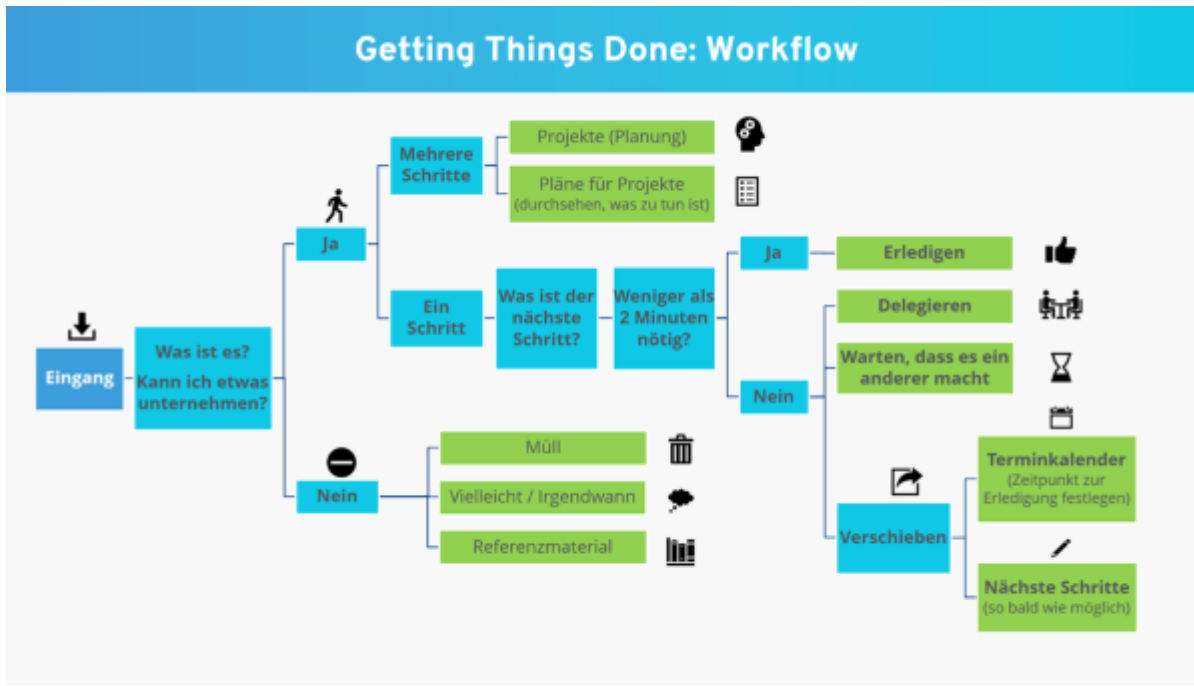 Getting Things Done: Workflow
Eingang
Was ist es?
Kann ich etwas
unternehmen?
Ja
Mehrere
Schritte
Projekte (Planung)
Pläne für Projekte
(durchsehen, was zu tun ist)
Ein
Schritt
Was ist der
nächste
Schritt?
Weniger als
2 Minuten
nötig?
Ja
Erledigen
Nein
Delegieren
Warten, dass es ein
anderer macht
Verschieben
Terminkalender
(Zeitpunkt zur
Erledigung festlegen)
Nächste Schritte
(so bald wie möglich)
Nein
Müll
Vielleicht / Irgendwann
Referenzmaterial